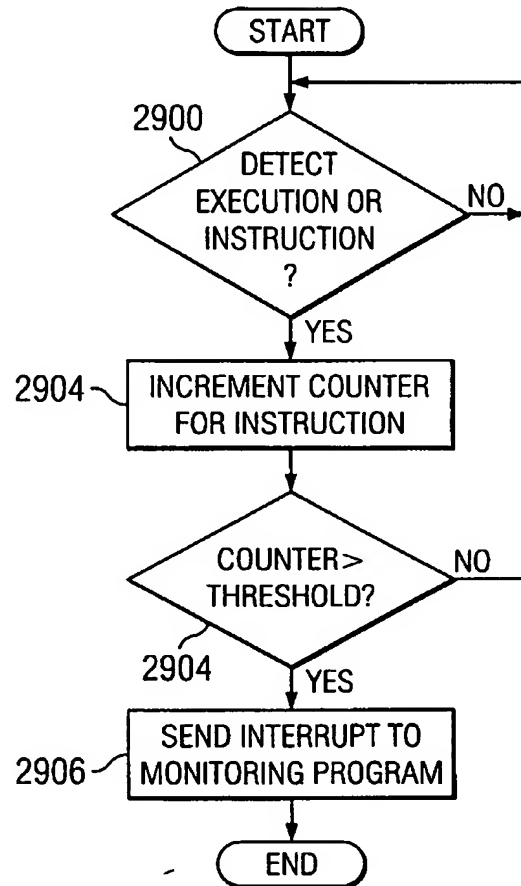 START
2900
DETECT
EXECUTION OR
INSTRUCTION
?
NO
YES
2904
INCREMENT COUNTER
FOR INSTRUCTION
COUNTER>
THRESHOLD?
NO
2904
YES
2906
SEND INTERRUPT TO
MONITORING PROGRAM
END